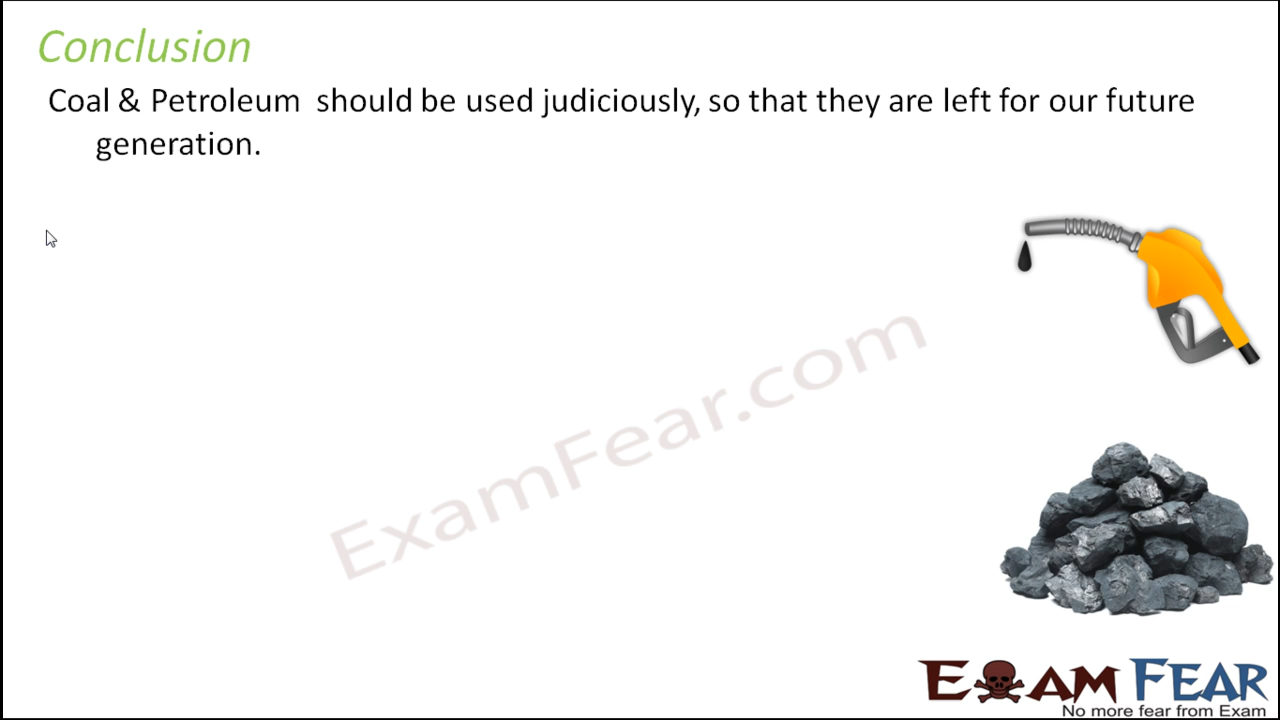 Conclusion
Coal & Petroleum should be used judiciously, so that they are left for our future
generation.
ExamFear.com
EXAM FEAR
No more fear from Exam